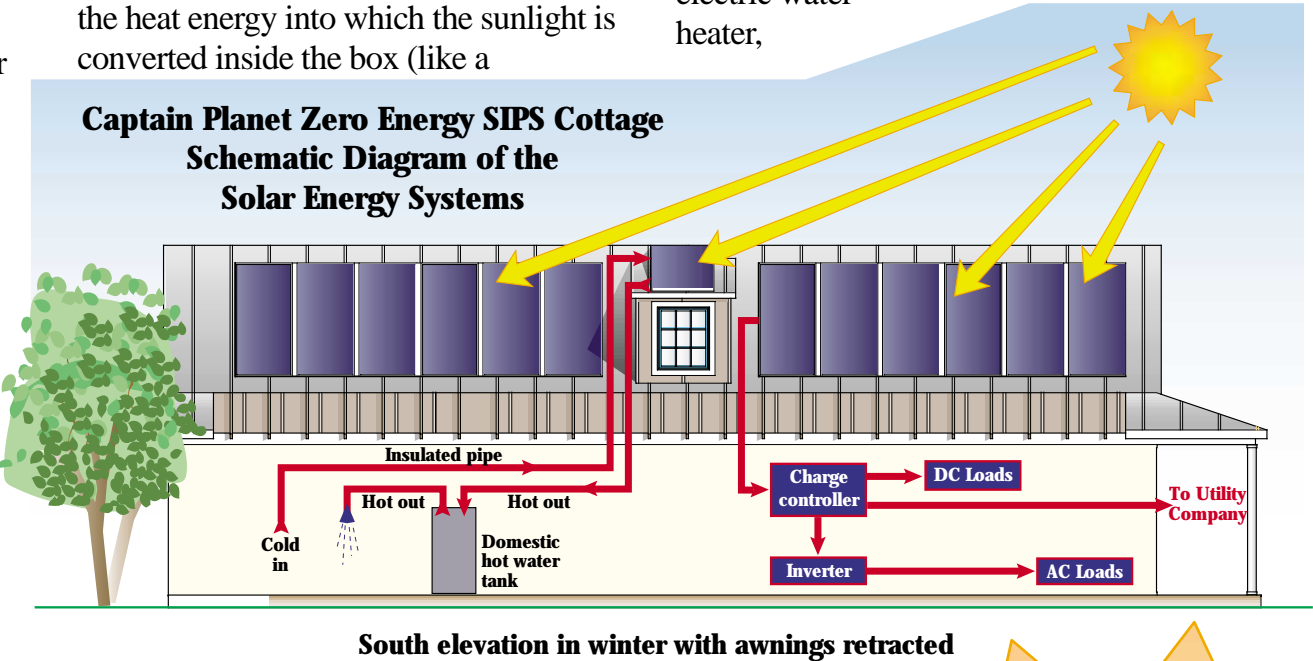 the heat energy into which the sunlight is
converted inside the box (like a
r
electric water
heater,
Captain Planet Zero Energy SIPS Cottage
Schematic Diagram of the
Solar Energy Systems
Insulated pipe
Hot out
Hot out
Cold
in
Domestic
hot water
tank
Charge
controller
DC Loads
To Utility
Company
Inverter
AC Loads
South elevation in winter with awnings retracted